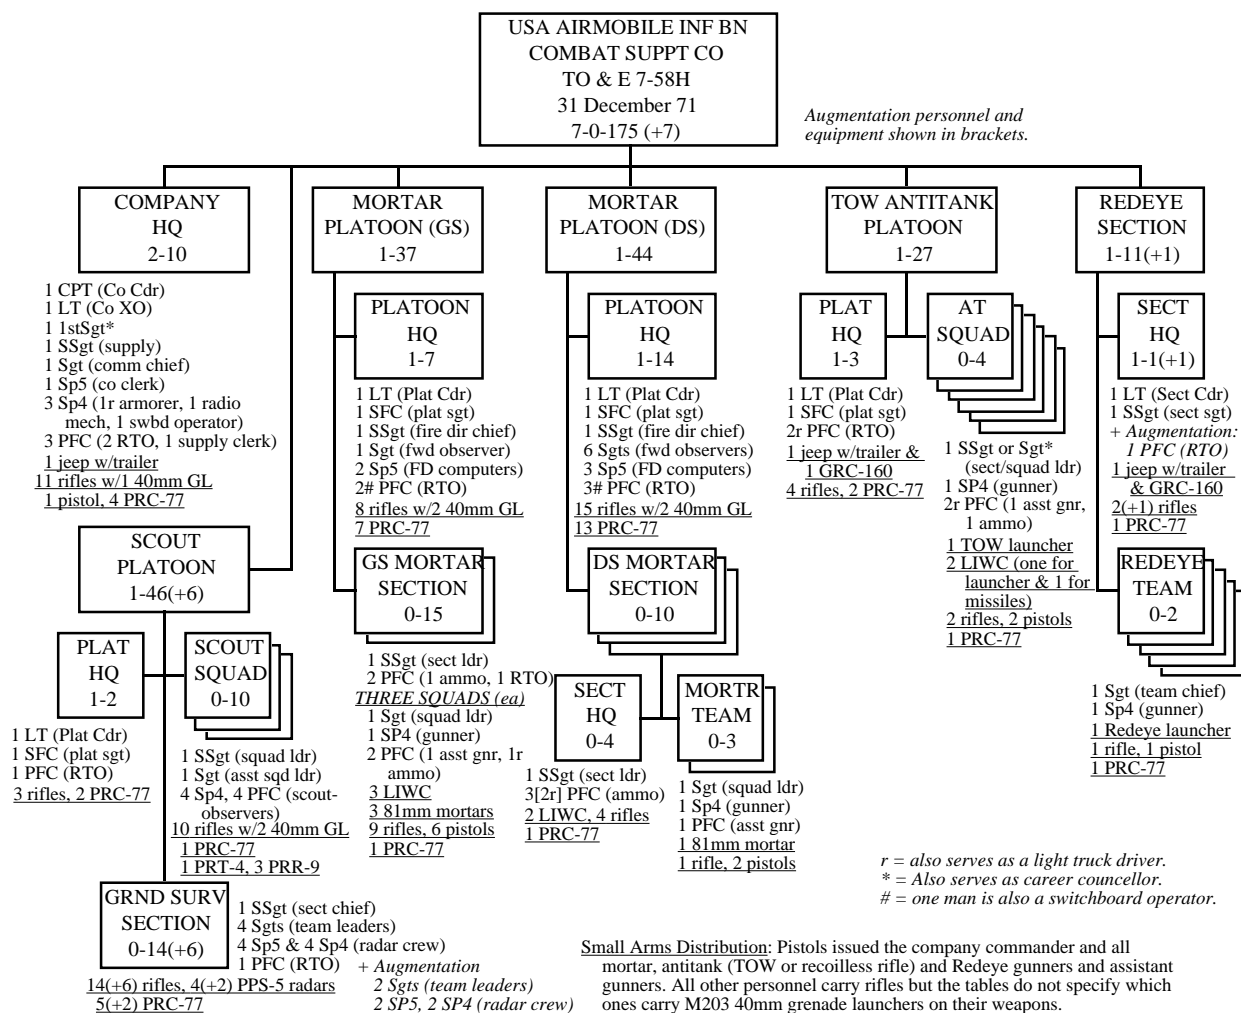 USA AIRMOBILE INF BN
COMBAT SUPPT CO
TO & E 7-58H
31 December 71
7-0-175 (+7)
Augmentation personnel and
equipment shown in brackets.
COMPANY
HQ
2-10
1 CPT (Co Cdr)
1 LT (Co XO)
1 1stSgt*
1 SSgt (supply)
1 Sgt (comm chief)
1 Sp5 (co clerk)
3 Sp4 (1r armorer, 1 radio
mech, 1 swbd operator)
3 PFC (2 RTO, 1 supply clerk)
1 jeep w/trailer
11 rifles w/1 40mm GL
1 pistol, 4 PRC-77
SCOUT
PLATOON
1-46(+6)
PLAT
HQ
1-2
1 LT (Plat Cdr)
1 SFC (plat sgt)
1 PFC (RTO)
3 rifles, 2 PRC-77
SCOUT
SQUAD
0-10
1 SSgt (squad ldr)
1 Sgt (asst sqd ldr)
4 Sp4, 4 PFC (scout-
observers)
10 rifles w/2 40mm GL
1 PRC-77
1 PRT-4, 3 PRR-9
GRND SURV
SECTION
0-14(+6)
1 SSgt (sect chief)
4 Sgts (team leaders)
4 Sp5 & 4 Sp4 (radar crew)
1 PFC (RTO)
+ Augmentation
2 Sgts (team leaders)
2 SP5, 2 SP4 (radar crew)
14(+6) rifles, 4(+2) PPS-5 radars
5(+2) PRC-77
MORTAR
PLATOON (GS)
1-37
PLATOON
HQ
1-7
1 LT (Plat Cdr)
1 SFC (plat sgt)
1 SSgt (fire dir chief)
1 Sgt (fwd observer)
2 Sp5 (FD computers)
2# PFC (RTO)
8 rifles w/2 40mm GL
7 PRC-77
GS MORTAR
SECTION
0-15
1 SSgt (sect ldr)
2 PFC (1 ammo, 1 RTO)
THREE SQUADS (ea)
1 Sgt (squad ldr)
1 SP4 (gunner)
2 PFC (1 asst gnr, 1r
ammo)
3 LIWC
3 81mm mortars
9 rifles, 6 pistols
1 PRC-77
MORTAR
PLATOON (DS)
1-44
PLATOON
HQ
1-14
1 LT (Plat Cdr)
1 SFC (plat sgt)
1 SSgt (fire dir chief)
6 Sgts (fwd observers)
3 Sp5 (FD computers)
3# PFC (RTO)
15 rifles w/2 40mm GL
13 PRC-77
DS MORTAR
SECTION
0-10
SECT
HQ
0-4
1 SSgt (sect ldr)
3[2r] PFC (ammo)
2 LIWC, 4 rifles
1 PRC-77
MORTR
TEAM
0-3
1 Sgt (squad ldr)
1 Sp4 (gunner)
1 PFC (asst gnr)
1 81mm mortar
1 rifle, 2 pistols
TOW ANTITANK
PLATOON
1-27
PLAT
HQ
1-3
1 LT (Plat Cdr)
1 SFC (plat sgt)
2r PFC (RTO)
1 jeep w/trailer &
1 GRC-160
4 rifles, 2 PRC-77
AT
SQUAD
0-4
1 SSgt or Sgt*
(sect/squad ldr)
1 SP4 (gunner)
2r PFC (1 asst gnr,
1 ammo)
1 TOW launcher
2 LIWC (one for
launcher & 1 for
missiles)
2 rifles, 2 pistols
1 PRC-77
REDEYE
SECTION
1-11(+1)
SECT
HQ
1-1(+1)
1 LT (Sect Cdr)
1 SSgt (sect sgt)
+ Augmentation:
1 PFC (RTO)
1 jeep w/trailer
& GRC-160
2(+1) rifles
1 PRC-77
REDEYE
TEAM
0-2
1 Sgt (team chief)
1 Sp4 (gunner)
1 Redeye launcher
1 rifle, 1 pistol
1 PRC-77
r = also serves as a light truck driver.
* = Also serves as career councellor.
# = one man is also a switchboard operator.
Small Arms Distribution: Pistols issued the company commander and all
mortar, antitank (TOW or recoilless rifle) and Redeye gunners and assistant
gunners. All other personnel carry rifles but the tables do not specify which
ones carry M203 40mm grenade launchers on their weapons.